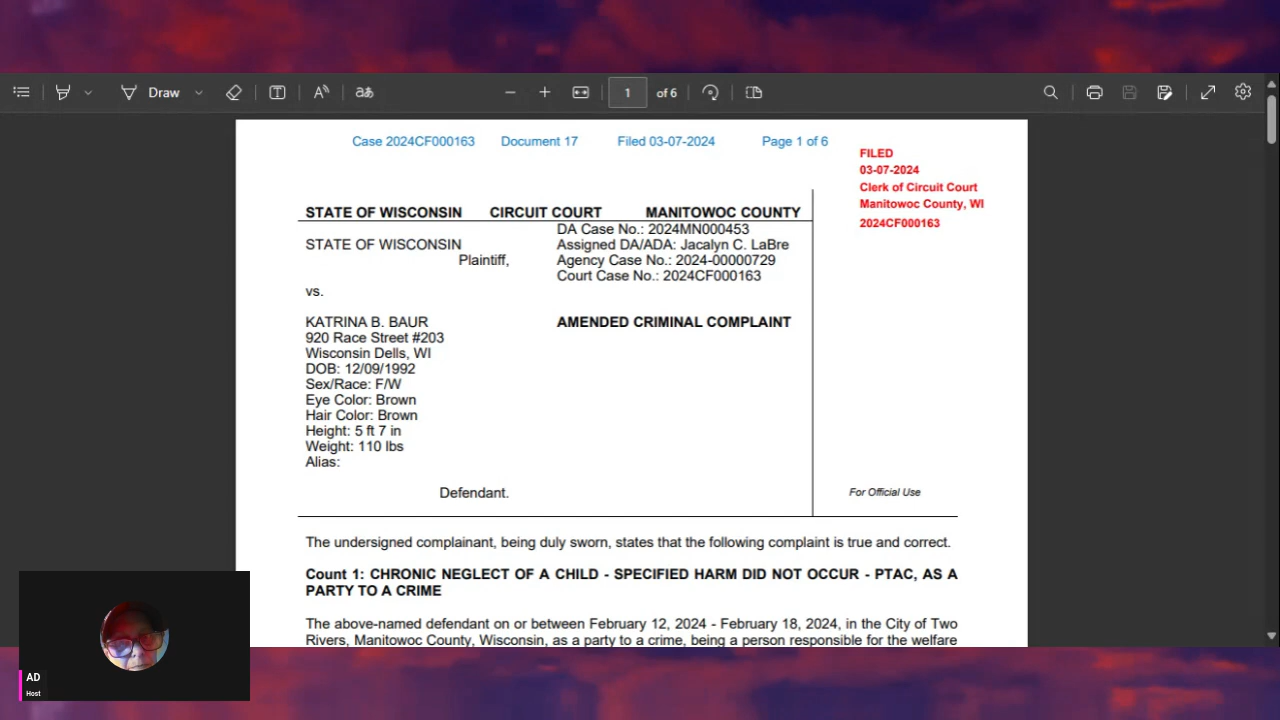 Draw
1
of 6
Case 2024CF000163 Document 17 Filed 03-07-2024 Page 1 of 6
FILED
03-07-2024
Clerk of Circuit Court
Manitowoc County, WI
2024CF000163
STATE OF WISCONSIN CIRCUIT COURT MANITOWOC COUNTY
DA Case No.: 2024MN000453
STATE OF WISCONSIN
Assigned DA/ADA: Jacalyn C. LaBre
Plaintiff,
Agency Case No.: 2024-00000729
Court Case No.: 2024CF000163
vs.
KATRINA B. BAUR
AMENDED CRIMINAL COMPLAINT
920 Race Street #203
Wisconsin Dells, WI
DOB: 12/09/1992
Sex/Race: F/W
Eye Color: Brown
Hair Color: Brown
Height: 5 ft 7 in
Weight: 110 lbs
Alias:
Defendant.
For Official Use
The undersigned complainant, being duly sworn, states that the following complaint is true and correct.
Count 1: CHRONIC NEGLECT OF A CHILD - SPECIFIED HARM DID NOT OCCUR - PTAC, AS A
PARTY TO A CRIME
The above-named defendant on or between February 12, 2024 - February 18, 2024, in the City of Two
Rivers, Manitowoc County, Wisconsin, as a party to a crime, being a person responsible for the welfare
AD
Host